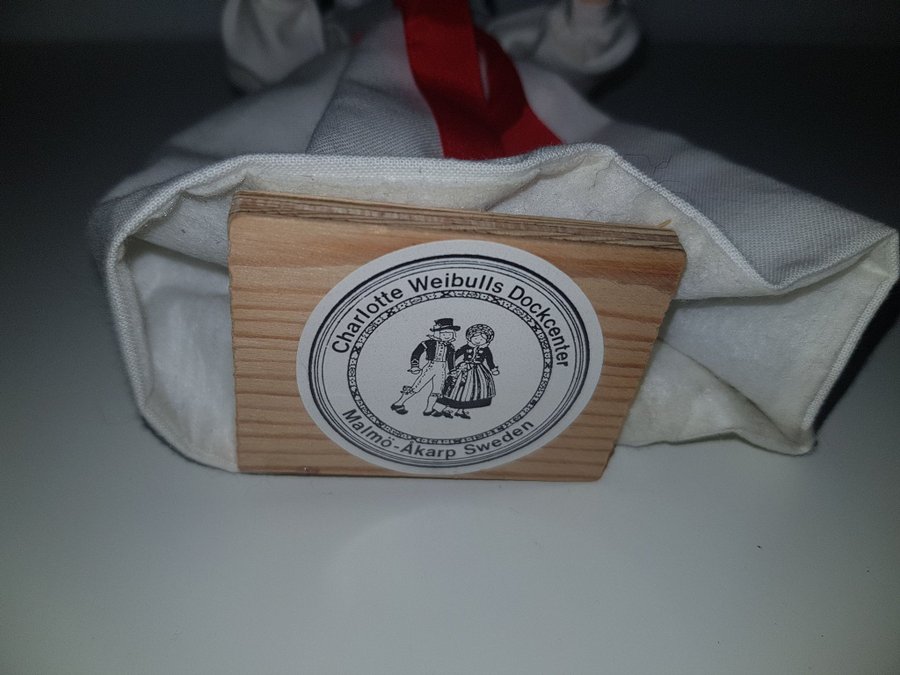 Charlotte Weibulls Dockcenter
Malmö-Åkarp Sweden